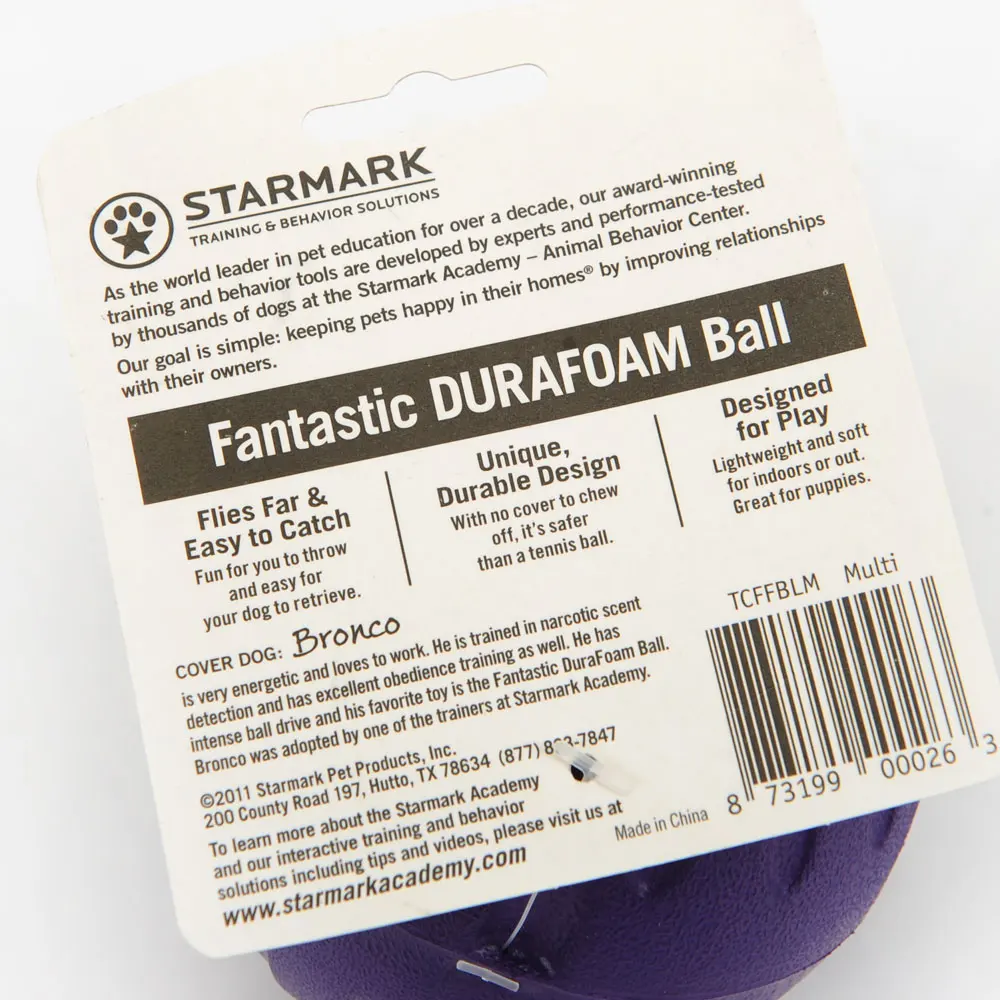 STARMARK
TRAINING & BEHAVIOR SOLUTIONS
As the world leader in pet education for over a decade, our award-winning
training and behavior tools are developed by experts and performance-tested
by thousands of dogs at the Starmark Academy – Animal Behavior Center.
Our goal is simple: keeping pets happy in their homes® by improving relationships
with their owners.
Fantastic DURAFOAM Ball
Flies Far &
Easy to Catch
Fun for you to throw
and easy for
your dog to retrieve.
Unique,
Durable Design
With no cover to chew
off, it's safer
than a tennis ball.
Designed
for Play
Lightweight and soft
for indoors or out.
Great for puppies.
COVER DOG: Bronco
is very energetic and loves to work. He is trained in narcotic scent
detection and has excellent obedience training as well. He has
intense ball drive and his favorite toy is the Fantastic DuraFoam Ball.
Bronco was adopted by one of the trainers at Starmark Academy.
©2011 Starmark Pet Products, Inc.
200 County Road 197, Hutto, TX 78634 (877)
To learn more about the Starmark Academy
and our interactive training and behavior
solutions including tips and videos, please visit us at
www.starmarkacademy.com
Made in China
TCFFBLM Multi
8 73199 00026 3